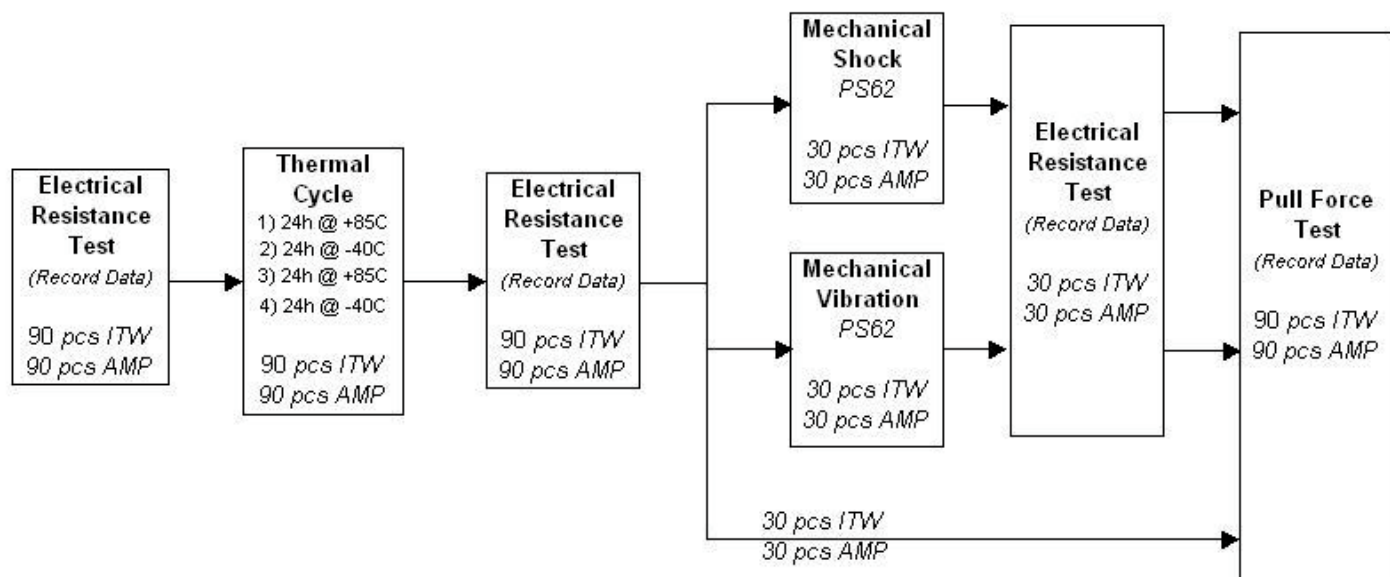 Electrical
Resistance
Test
(Record Data)
90 pcs ITW
90 pcs AMP
Thermal
Cycle
1) 24h @ +85C
2) 24h @ -40C
3) 24h @ +85C
4) 24h @ -40C
90 pcs ITW
90 pcs AMP
Electrical
Resistance
Test
(Record Data)
90 pcs ITW
90 pcs AMP
Mechanical
Shock
PS62
30 pcs ITW
30 pcs AMP
Mechanical
Vibration
PS62
30 pcs ITW
30 pcs AMP
Electrical
Resistance
Test
(Record Data)
30 pcs ITW
30 pcs AMP
30 pcs ITW
30 pcs AMP
Pull Force
Test
(Record Data)
90 pcs ITW
90 pcs AMP